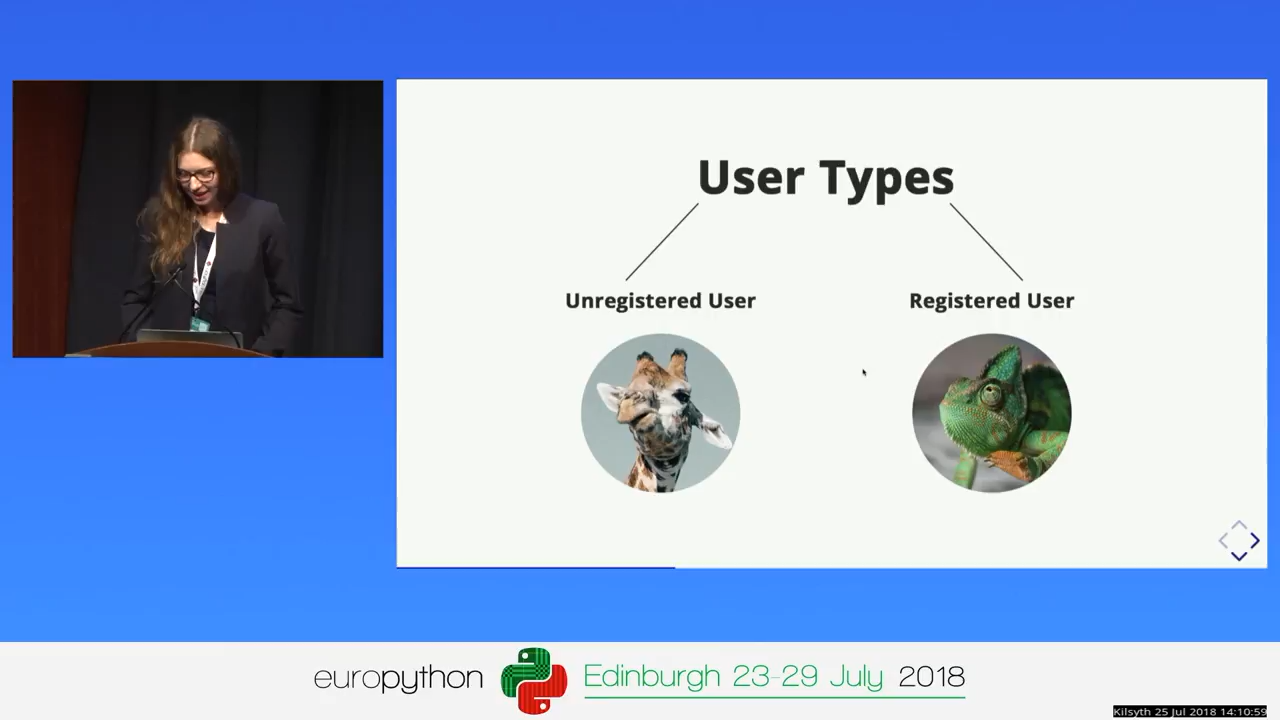 User Types
Unregistered User
Registered User
europython
Edinburgh 23-29 July 2018
Kilsyth 25 Jul 2018 14:10:59